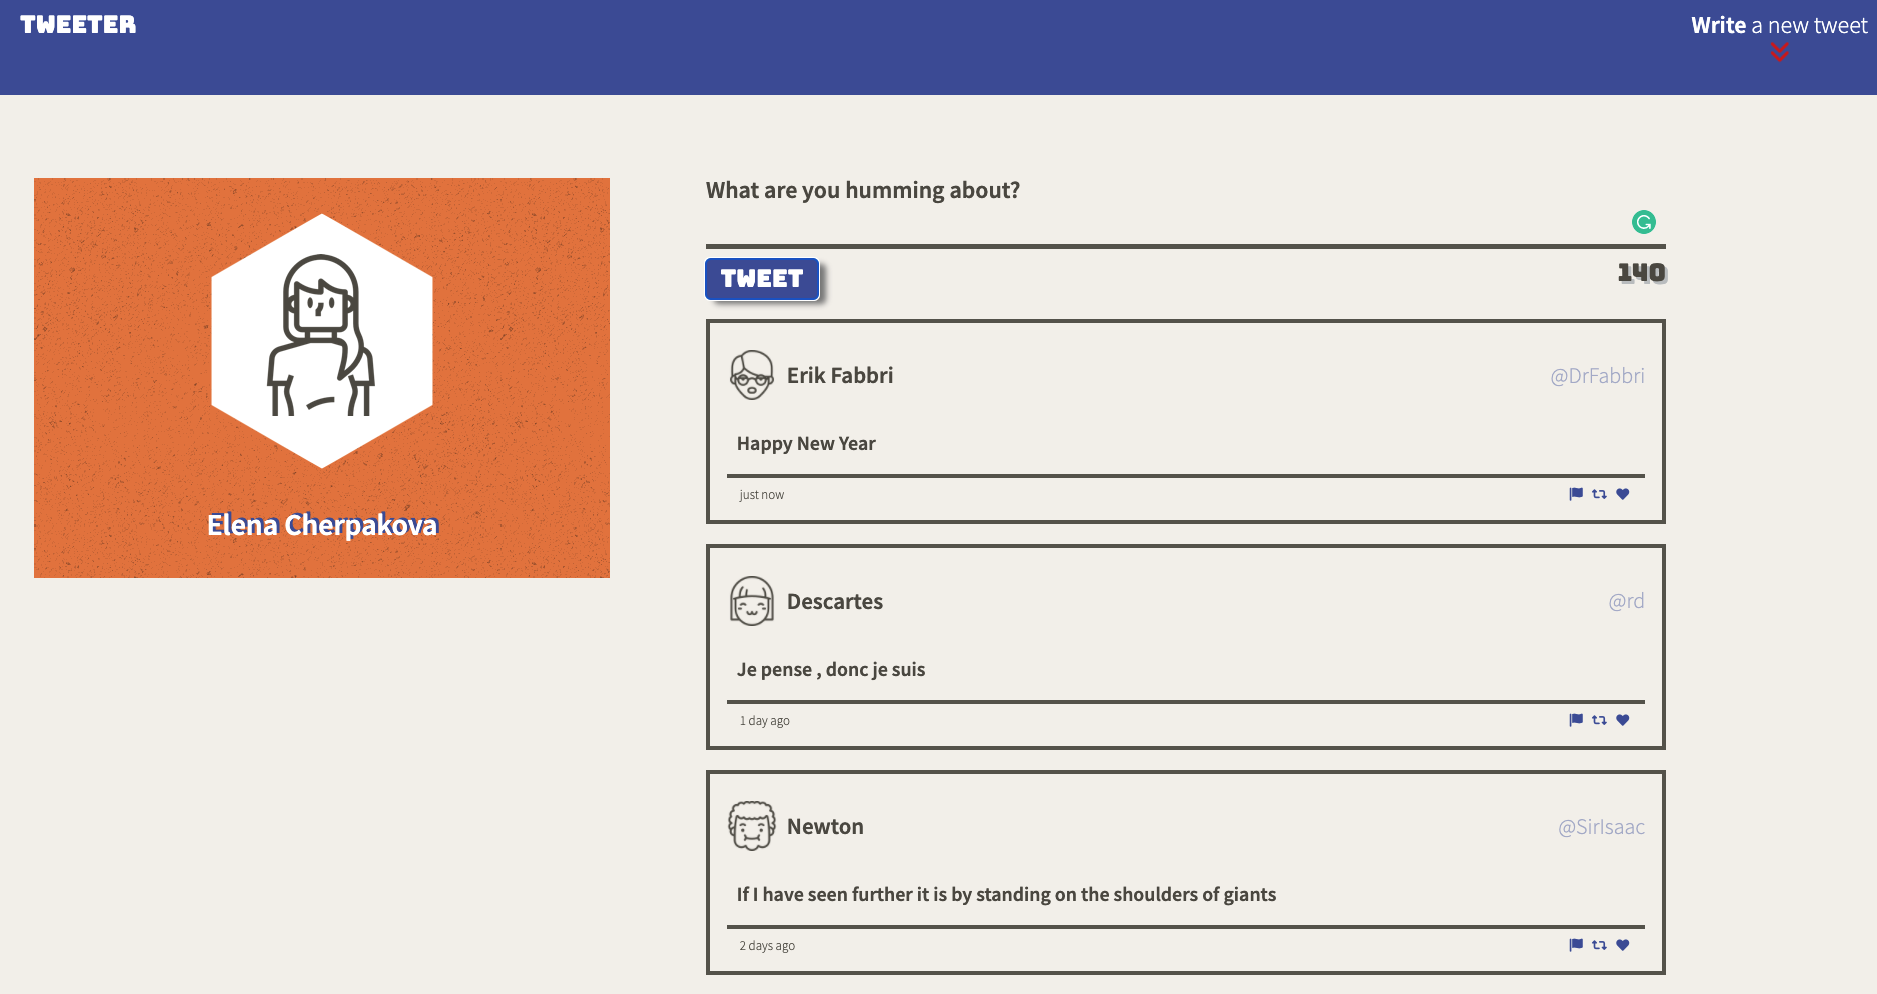 TWEETER
Write a new tweet
Elena Cherpakova
What are you humming about?
TWEET
140
Erik Fabbri
@DrFabbri
Happy New Year
just now
Descartes
@rd
Je pense , donc je suis
1 day ago
Newton
@SirIsaac
If I have seen further it is by standing on the shoulders of giants
2 days ago